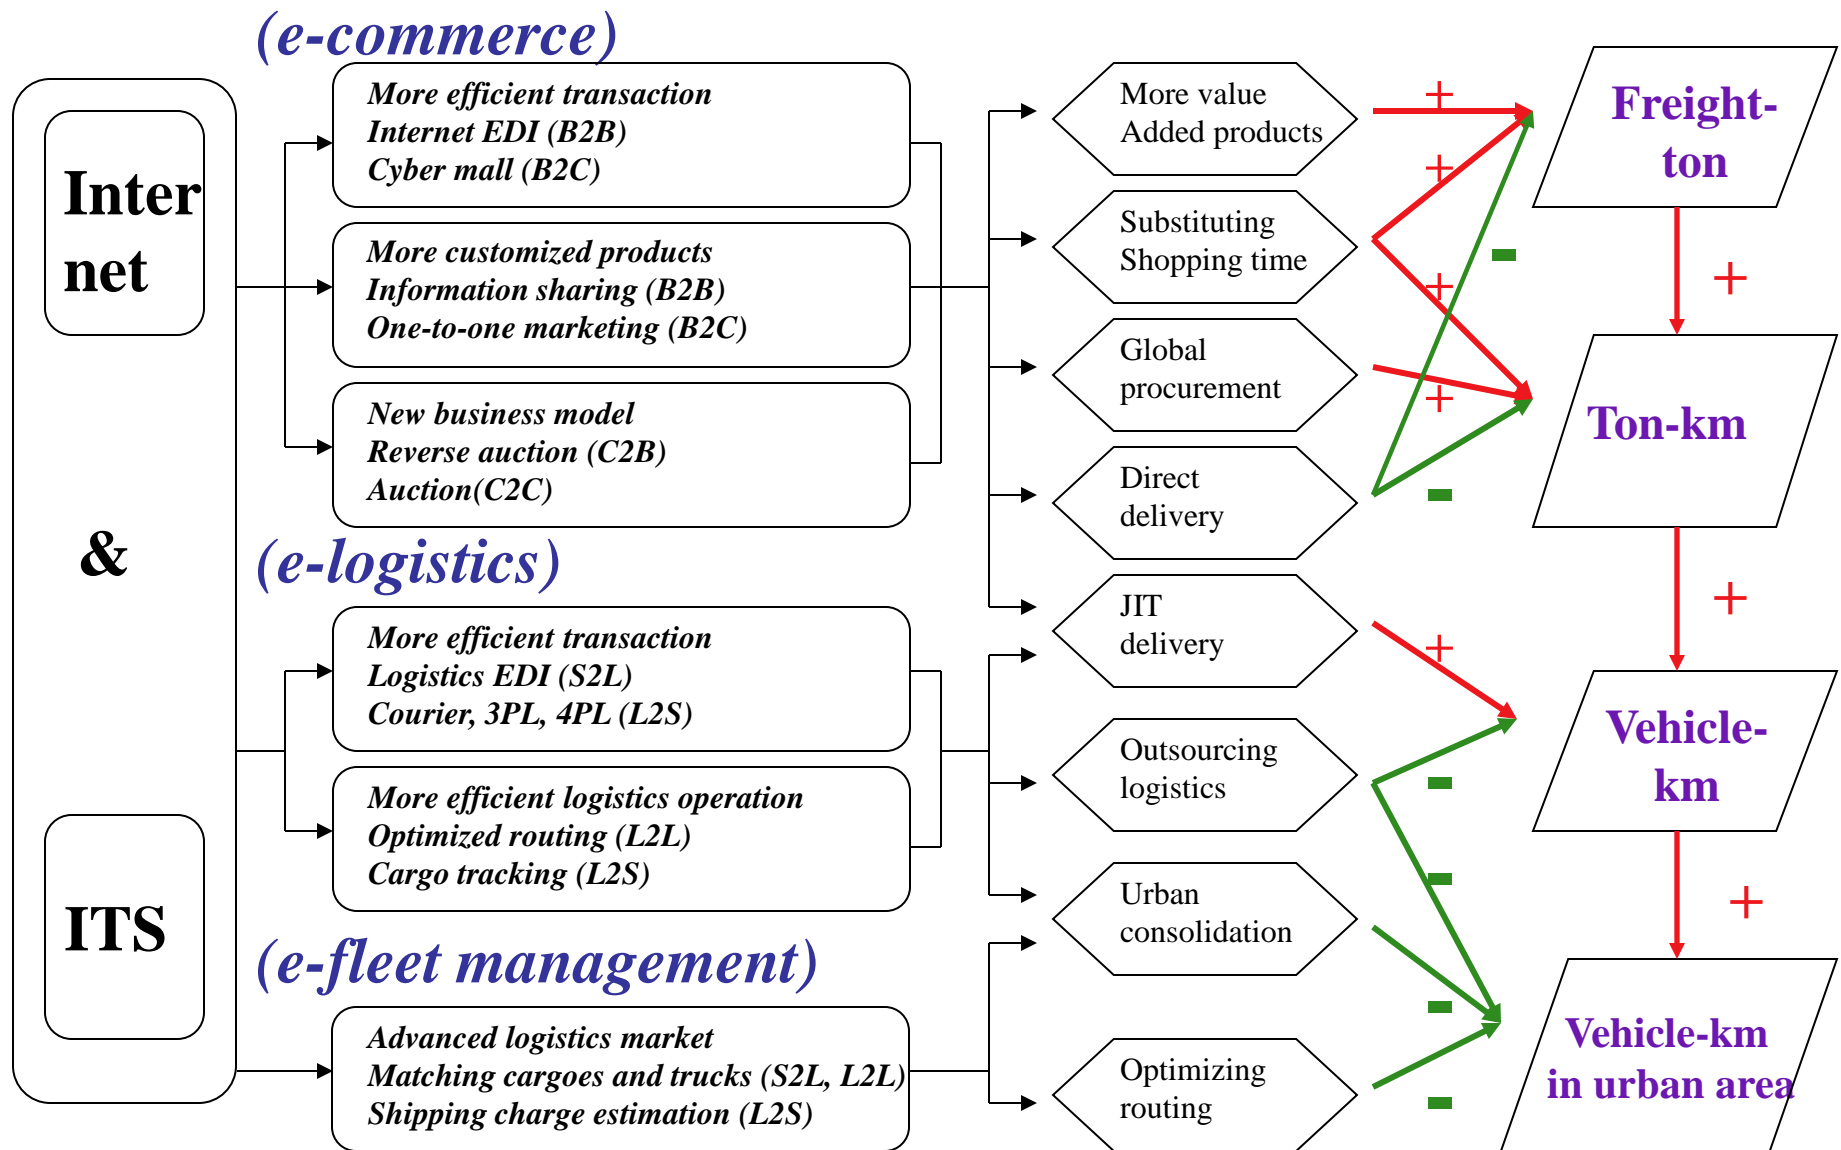 Inter
net
&
ITS
(e-commerce)
More efficient transaction
Internet EDI (B2B)
Cyber mall (B2C)
More customized products
Information sharing (B2B)
One-to-one marketing (B2C)
New business model
Reverse auction (C2B)
Auction(C2C)
(e-logistics)
More efficient transaction
Logistics EDI (S2L)
Courier, 3PL, 4PL (L2S)
More efficient logistics operation
Optimized routing (L2L)
Cargo tracking (L2S)
(e-fleet management)
Advanced logistics market
Matching cargoes and trucks (S2L, L2L)
Shipping charge estimation (L2S)
More value
Added products
Substituting
Shopping time
Global
procurement
Direct
delivery
JIT
delivery
Outsourcing
logistics
Urban
consolidation
Optimizing
routing
+
+
+
+
-
-
+
-
-
-
-
Freight-
ton
+
Ton-km
+
Vehicle-
km
+
Vehicle-km
in urban area